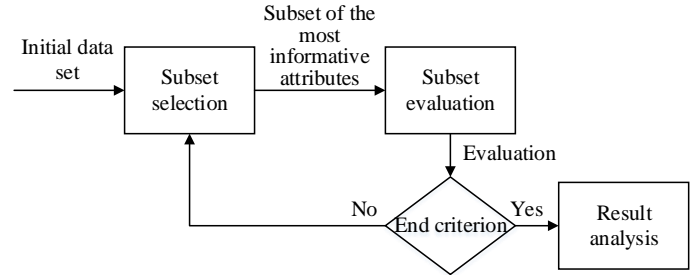 Subset of the
most
informative
attributes
Initial data
set
Subset
selection
Subset
evaluation
Evaluation
No
End criterion
Yes
Result
analysis